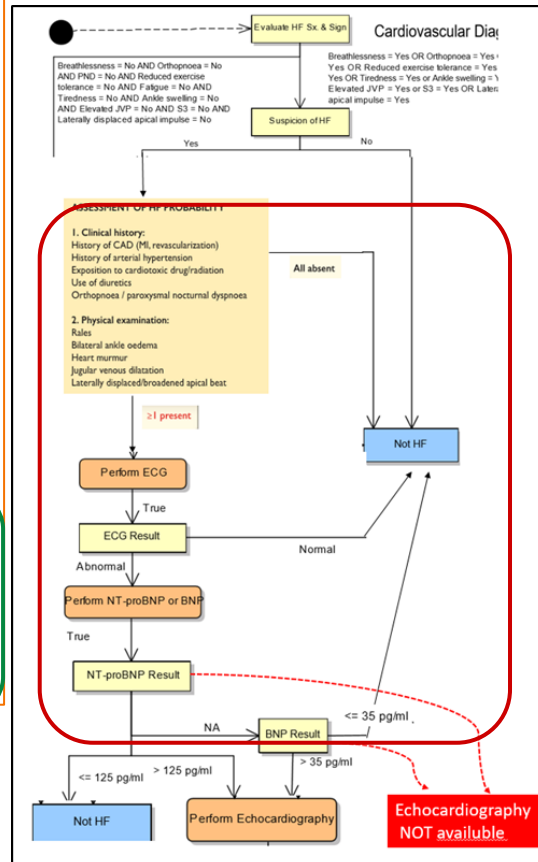 Evaluate HF Sx. & Sign
Cardiovascular Diag
Breathlessness = No AND Orthopnoea = No
AND PND = No AND Reduced exercise
tolerance = No AND Fatigue = No AND
Tiredness = No AND Ankle swelling = No
AND Elevated JVP = No AND S3 = No AND
Laterally displaced apical impulse = No
Breathlessness = Yes OR Orthopnoea = Yes
Yes OR Reduced exercise tolerance = Yes
Yes OR Tiredness = Yes or Ankle swelling =
Elevated JVP = Yes or S3 = Yes OR Latera
apical impulse = Yes
Suspicion of HF
Yes
No
ASSESSMENT OF HF PROBABILITY
1. Clinical history:
History of CAD (MI, revascularization)
History of arterial hypertension
Exposition to cardiotoxic drug/radiation
Use of diuretics
Orthopnoea / paroxysmal nocturnal dyspnoea
All absent
2. Physical examination:
Rales
Bilateral ankle oedema
Heart murmur
Jugular venous dilatation
Laterally displaced/broadened apical beat
≥1 present
Not HF
Perform ECG
True
ECG Result
Normal
Abnormal
Perform NT-proBNP or BNP
True
NT-proBNP Result
NA
BNP Result
<= 35 pg/ml
<= 125 pg/ml
> 125 pg/ml
> 35 pg/ml
Not HF
Perform Echocardiography
Echocardiography
NOT available